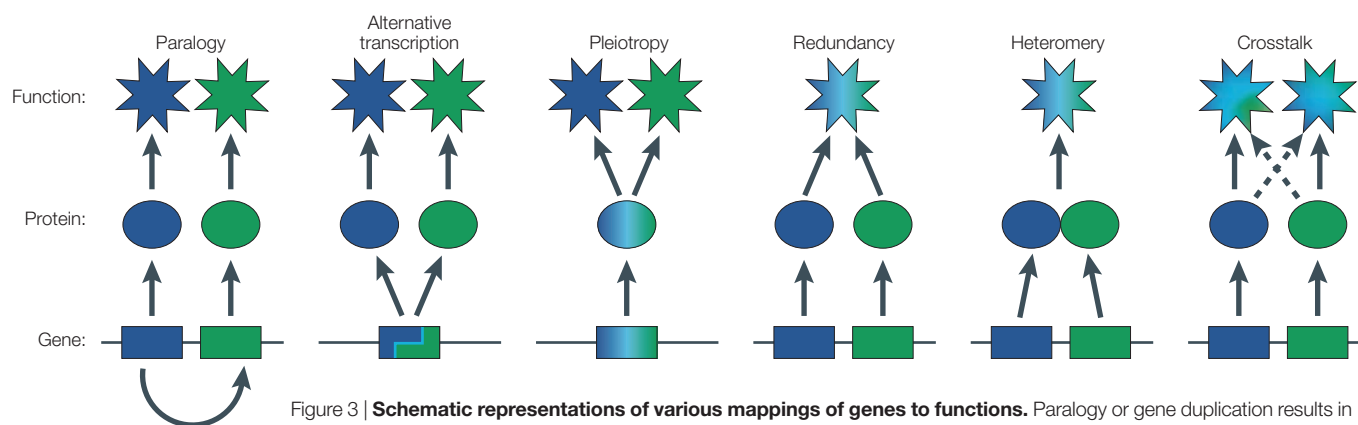 Paralogy
Alternative
transcription
Pleiotropy
Redundancy
Heteromery
Crosstalk
Function:
Protein:
Gene:
Figure 3 | Schematic representations of various mappings of genes to functions. Paralogy or gene duplication results in